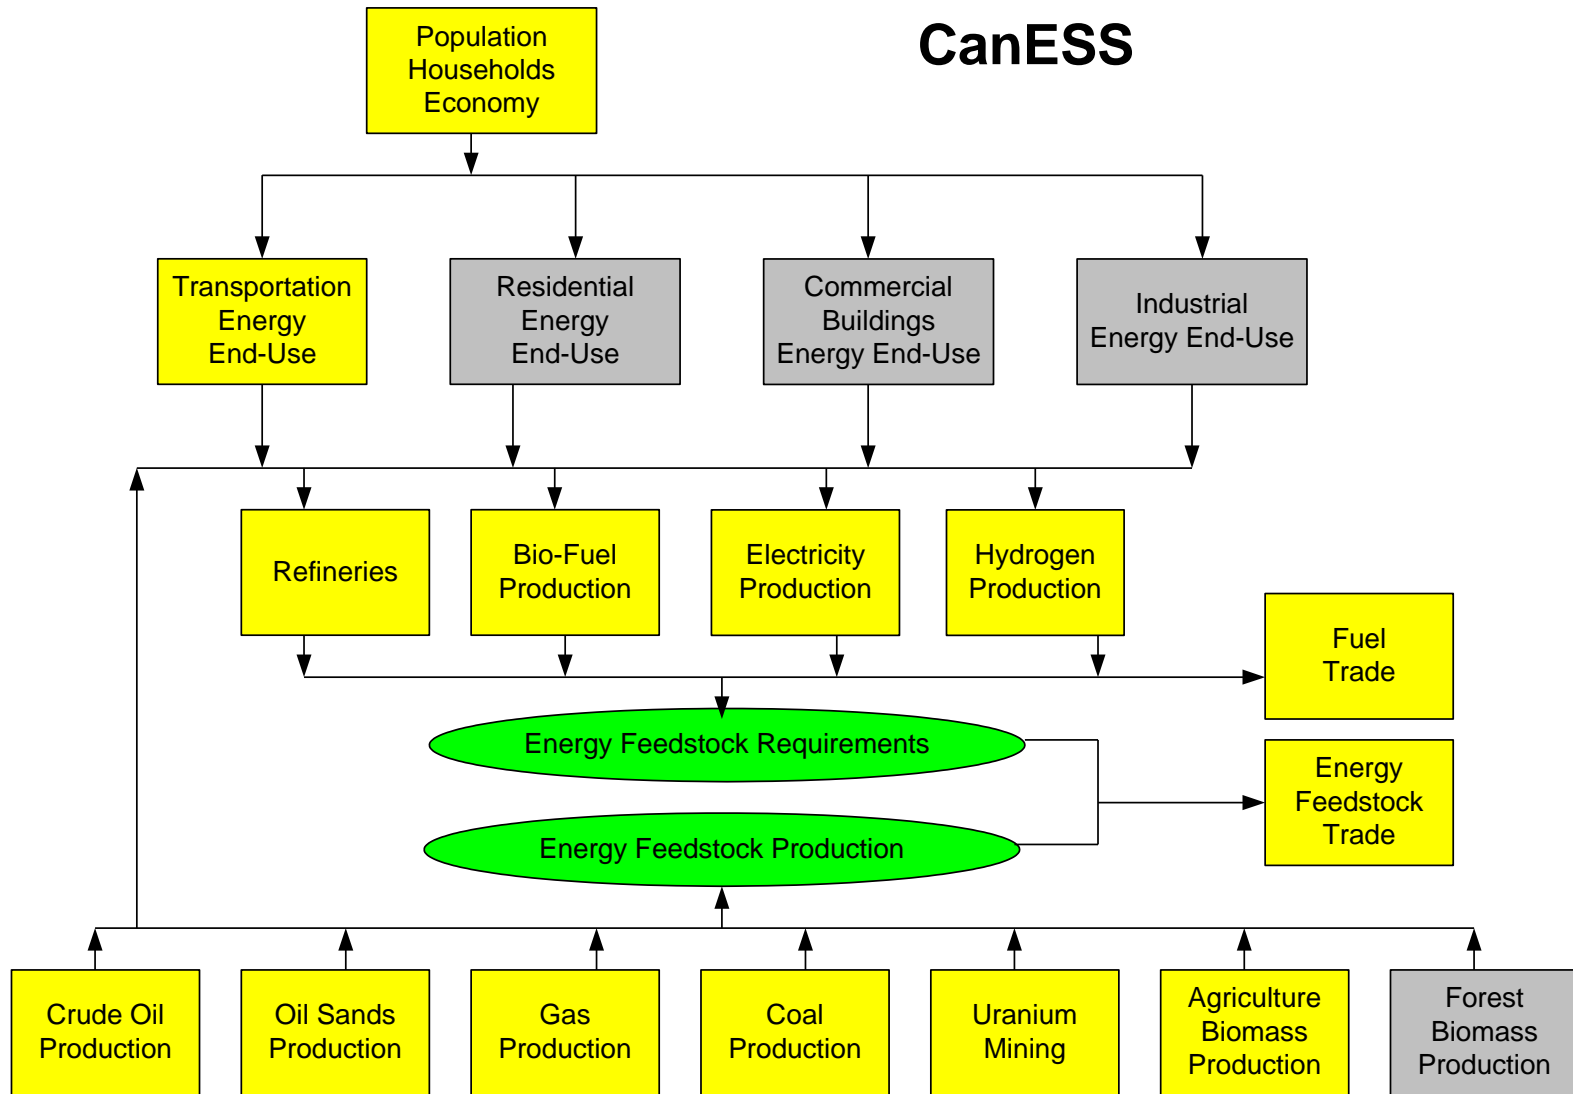 CanESS
Population
Households
Economy
Transportation
Energy
End-Use
Residential
Energy
End-Use
Commercial
Buildings
Energy End-Use
Industrial
Energy End-Use
Refineries
Bio-Fuel
Production
Electricity
Production
Hydrogen
Production
Fuel
Trade
Energy Feedstock Requirements
Energy
Feedstock
Trade
Energy Feedstock Production
Crude Oil
Production
Oil Sands
Production
Gas
Production
Coal
Production
Uranium
Mining
Agriculture
Biomass
Production
Forest
Biomass
Production